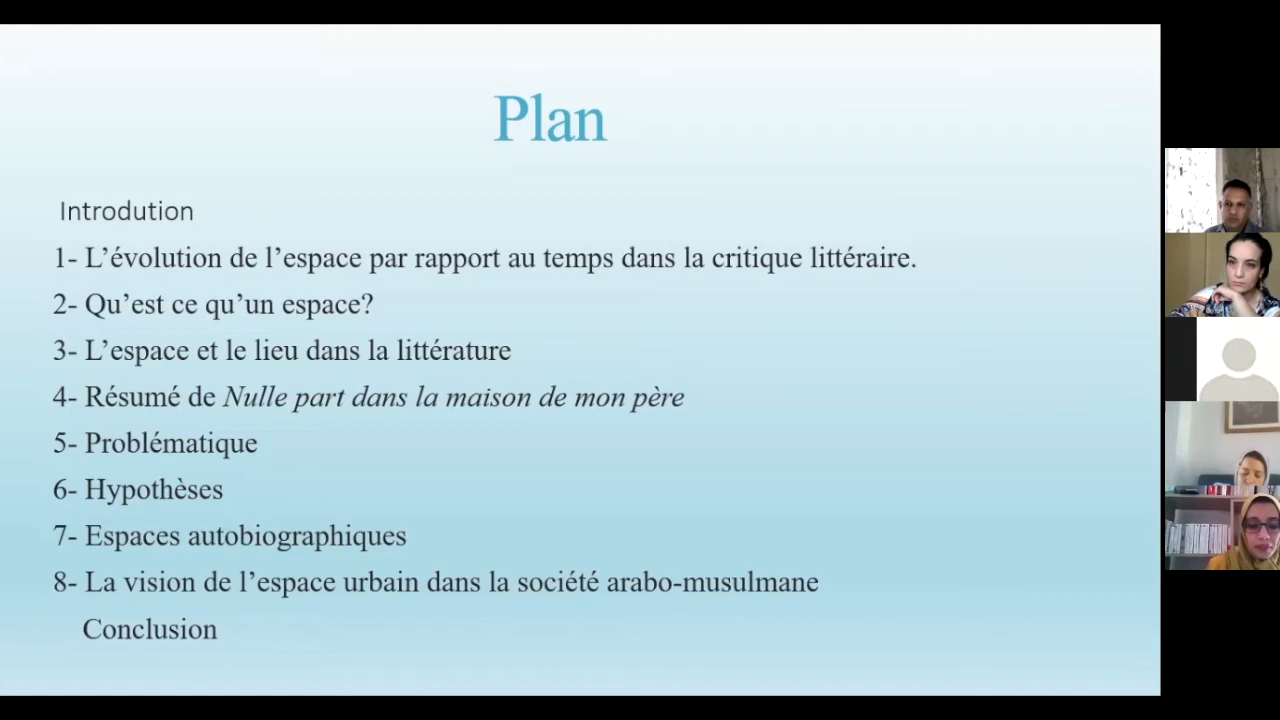 Plan
Introdution
1- L’évolution de l’espace par rapport au temps dans la critique littéraire.
2- Qu’est ce qu’un espace?
3- L’espace et le lieu dans la littérature
4- Résumé de Nulle part dans la maison de mon père
5- Problématique
6- Hypothèses
7- Espaces autobiographiques
8- La vision de l’espace urbain dans la société arabo-musulmane
Conclusion